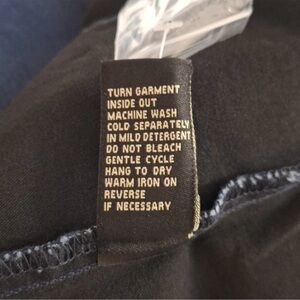 TURN GARMENT
INSIDE OUT
MACHINE WASH
COLD SEPARATELY
IN MILD DETERGENT
DO NOT BLEACH
GENTLE CYCLE
HANG TO DRY
WARM IRON ON
REVERSE
IF NECESSARY